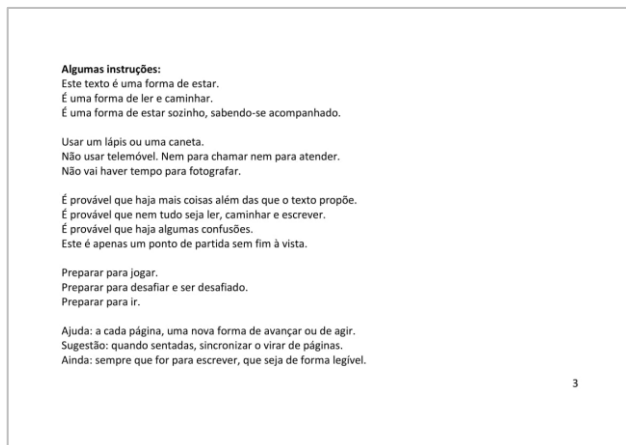 Algumas instruções:
Este texto é uma forma de estar.
É uma forma de ler e caminhar.
É uma forma de estar sozinho, sabendo-se acompanhado.
Usar um lápis ou uma caneta.
Não usar telemóvel. Nem para chamar nem para atender.
Não vai haver tempo para fotografar.
É provável que haja mais coisas além das que o texto propõe.
É provável que nem tudo seja ler, caminhar e escrever.
É provável que haja algumas confusões.
Este é apenas um ponto de partida sem fim à vista.
Preparar para jogar.
Preparar para desafiar e ser desafiado.
Preparar para ir.
Ajuda: a cada página, uma nova forma de avançar ou de agir.
Sugestão: quando sentadas, sincronizar o virar de páginas.
Ainda: sempre que for para escrever, que seja de forma legível.
3